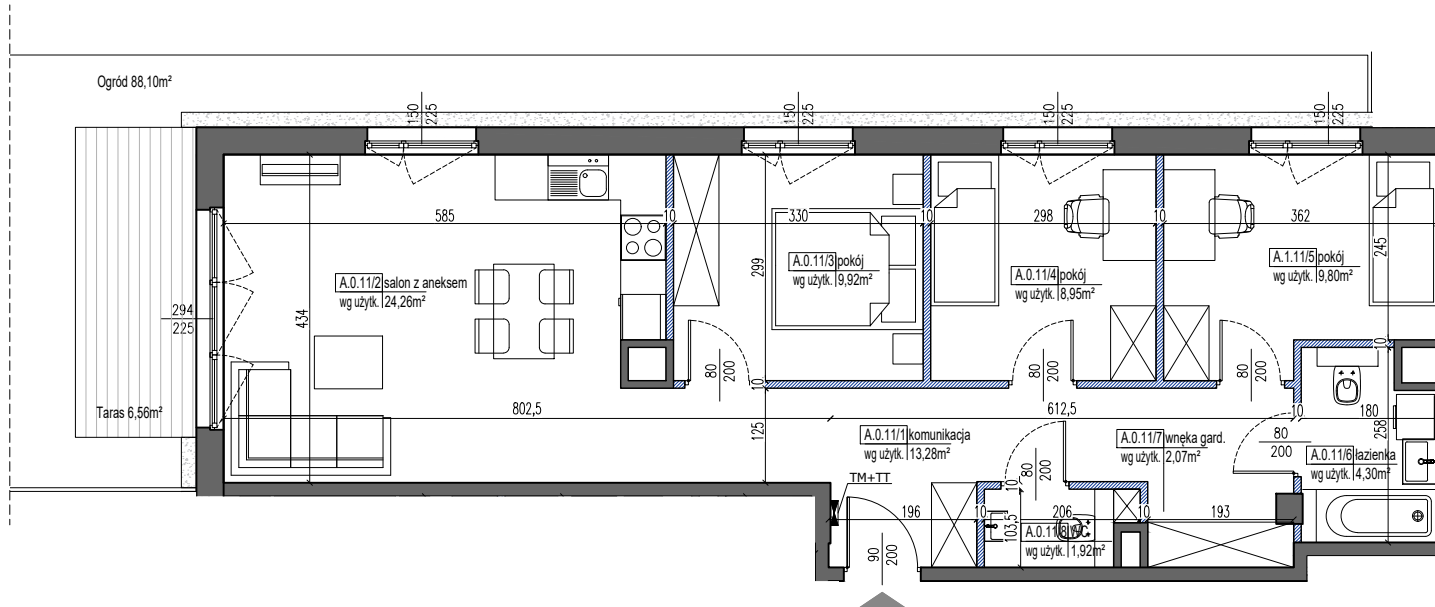 Ogród 88,10m²
150
225
150
225
150
225
150
225
585
10
330
10
298
10
362
A.0.11/2 salon z aneksem
wg użytk. 24,26m²
A.0.11/3 pokój
wg użytk. 9,92m²
A.0.11/4 pokój
wg użytk. 8,95m²
A.1.11/5 pokój
wg użytk. 9,80m²
434
299
245
294
225
80
200
80
200
80
200
10
10
Taras 6,56m²
802,5
612,5
10
180
125
258
A.0.11/1 komunikacja
wg użytk. 13,28m²
A.0.11/7 wnęka gard.
wg użytk. 2,07m²
80
200
A.0.11/6 łazienka
wg użytk. 4,30m²
80
200
10
TM+TT
196
10
206
10
193
103,5
A.0.11/8 WC
wg użytk. 1,92m²
90
200